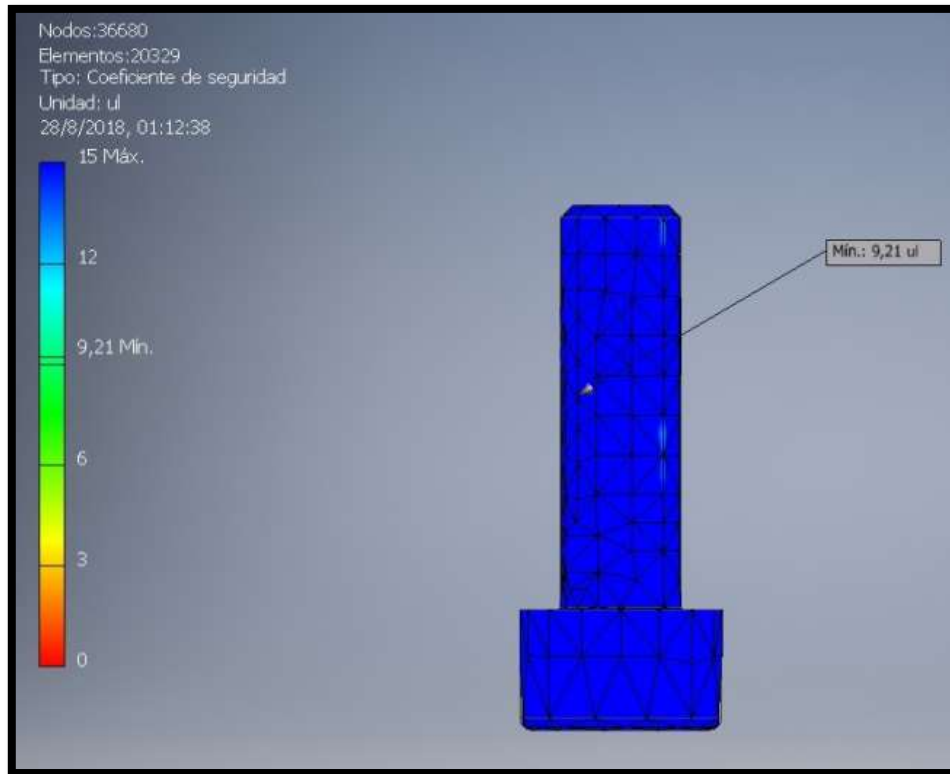 Nodos:36680
Elementos:20329
Tipo: Coeficiente de seguridad
Unidad: ul
28/8/2018, 01:12:38
15 Máx.
12
Mín.: 9,21 ul
9,21 Mín.
6
3
0